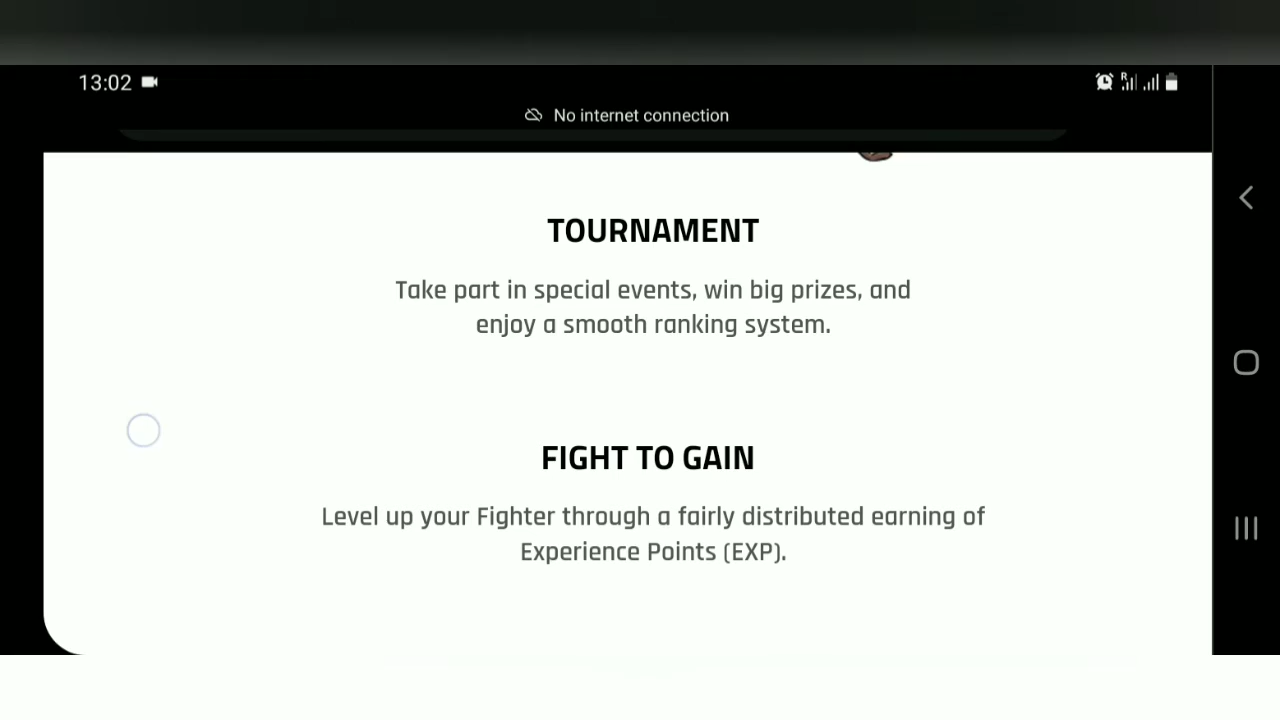 13:02
R
No internet connection
TOURNAMENT
Take part in special events, win big prizes, and
enjoy a smooth ranking system.
FIGHT TO GAIN
Level up your Fighter through a fairly distributed earning of
Experience Points (EXP).